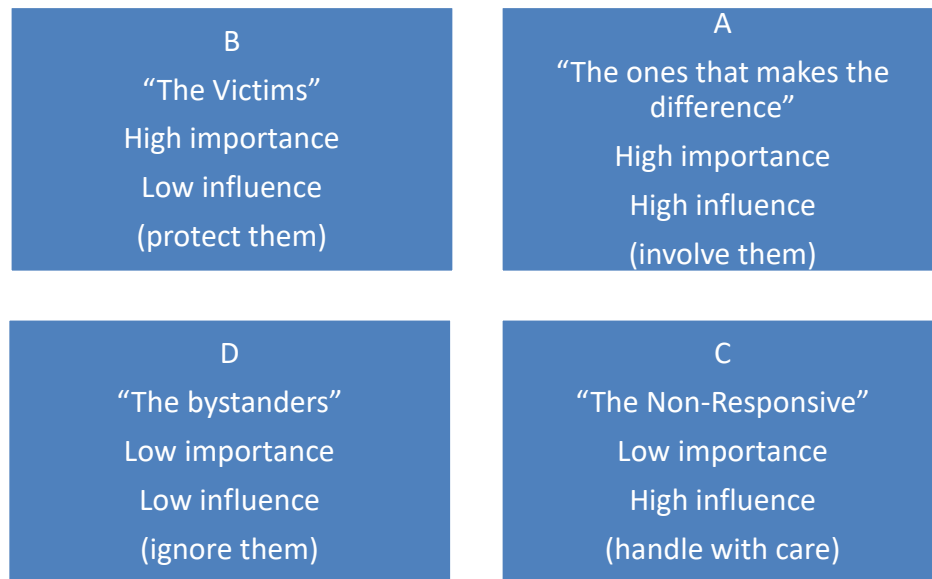 B
“The Victims”
High importance
Low influence
(protect them)
A
“The ones that makes the
difference”
High importance
High influence
(involve them)
D
“The bystanders”
Low importance
Low influence
(ignore them)
C
“The Non-Responsive”
Low importance
High influence
(handle with care)